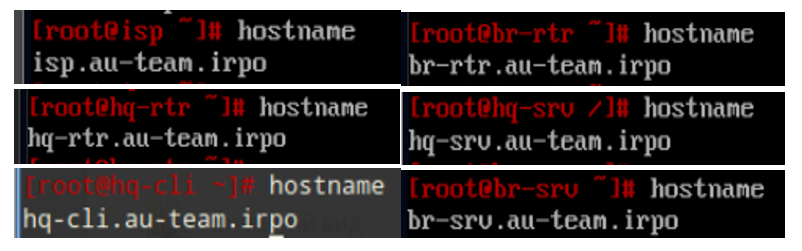 [root@isp ~]# hostname
isp.au-team.irpo
[root@br-rtr ~]# hostname
br-rtr.au-team.irpo
[root@hq-rtr ~]# hostname
hq-rtr.au-team.irpo
[root@hq-srv /]# hostname
hq-srv.au-team.irpo
[root@hq-cli ~]# hostname
hq-cli.au-team.irpo
[root@br-srv ~]# hostname
br-srv.au-team.irpo